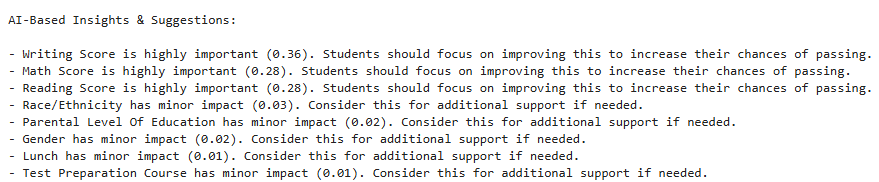 AI-Based Insights & Suggestions:
- Writing Score is highly important (0.36). Students should focus on improving this to increase their chances of passing.
- Math Score is highly important (0.28). Students should focus on improving this to increase their chances of passing.
- Reading Score is highly important (0.28). Students should focus on improving this to increase their chances of passing.
- Race/Ethnicity has minor impact (0.03). Consider this for additional support if needed.
- Parental Level Of Education has minor impact (0.02). Consider this for additional support if needed.
- Gender has minor impact (0.02). Consider this for additional support if needed.
- Lunch has minor impact (0.01). Consider this for additional support if needed.
- Test Preparation Course has minor impact (0.01). Consider this for additional support if needed.